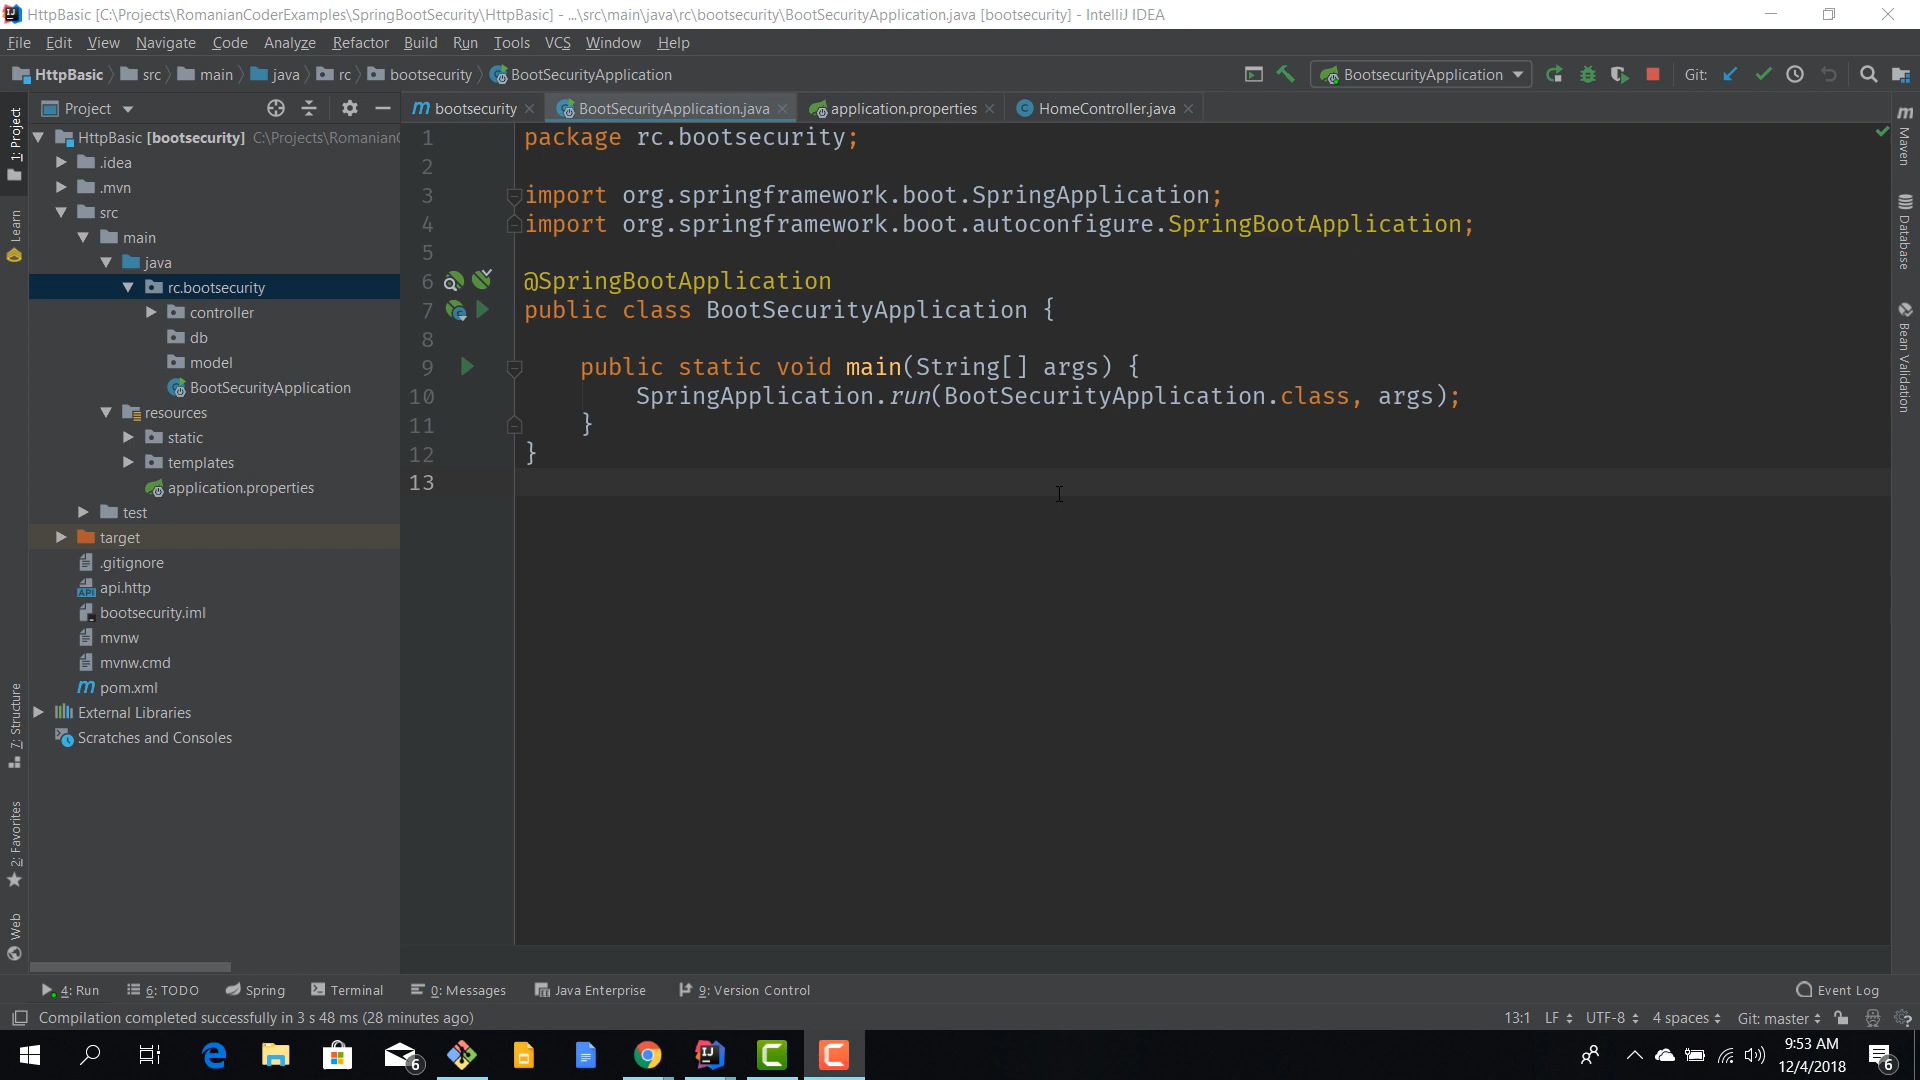 HttpBasic [C:\Projects\RomanianCoderExamples\SpringBootSecurity\HttpBasic] - ...\src\main\java\rc\bootsecurity\BootSecurityApplication.java [bootsecurity] - IntelliJ IDEA
File Edit View Navigate Code Analyze Refactor Build Run Tools VCS Window Help
HttpBasic src main java rc bootsecurity BootSecurityApplication BootsecurityApplication Git:
Project bootsecurity BootSecurityApplication.java application.properties HomeController.java
1: Project
Learn
7: Structure
2: Favorites
Web
HttpBasic [bootsecurity] C:\Projects\RomanianC
.idea
.mvn
src
main
java
rc.bootsecurity
controller
db
model
BootSecurityApplication
resources
static
templates
application.properties
test
target
.gitignore
api.http
bootsecurity.iml
mvnw
mvnw.cmd
pom.xml
External Libraries
Scratches and Consoles
1 package rc.bootsecurity;
2
3 import org.springframework.boot.SpringApplication;
4 import org.springframework.boot.autoconfigure.SpringBootApplication;
5
6 @SpringBootApplication
7 public class BootSecurityApplication {
8
9 public static void main(String[] args) {
10 SpringApplication.run(BootSecurityApplication.class, args);
11 }
12 }
13
Maven
Database
Bean Validation
4: Run 6: TODO Spring Terminal 0: Messages Java Enterprise 9: Version Control Event Log
Compilation completed successfully in 3 s 48 ms (28 minutes ago) 13:1 LF UTF-8 4 spaces Git: master
6
9:53 AM
12/4/2018
6